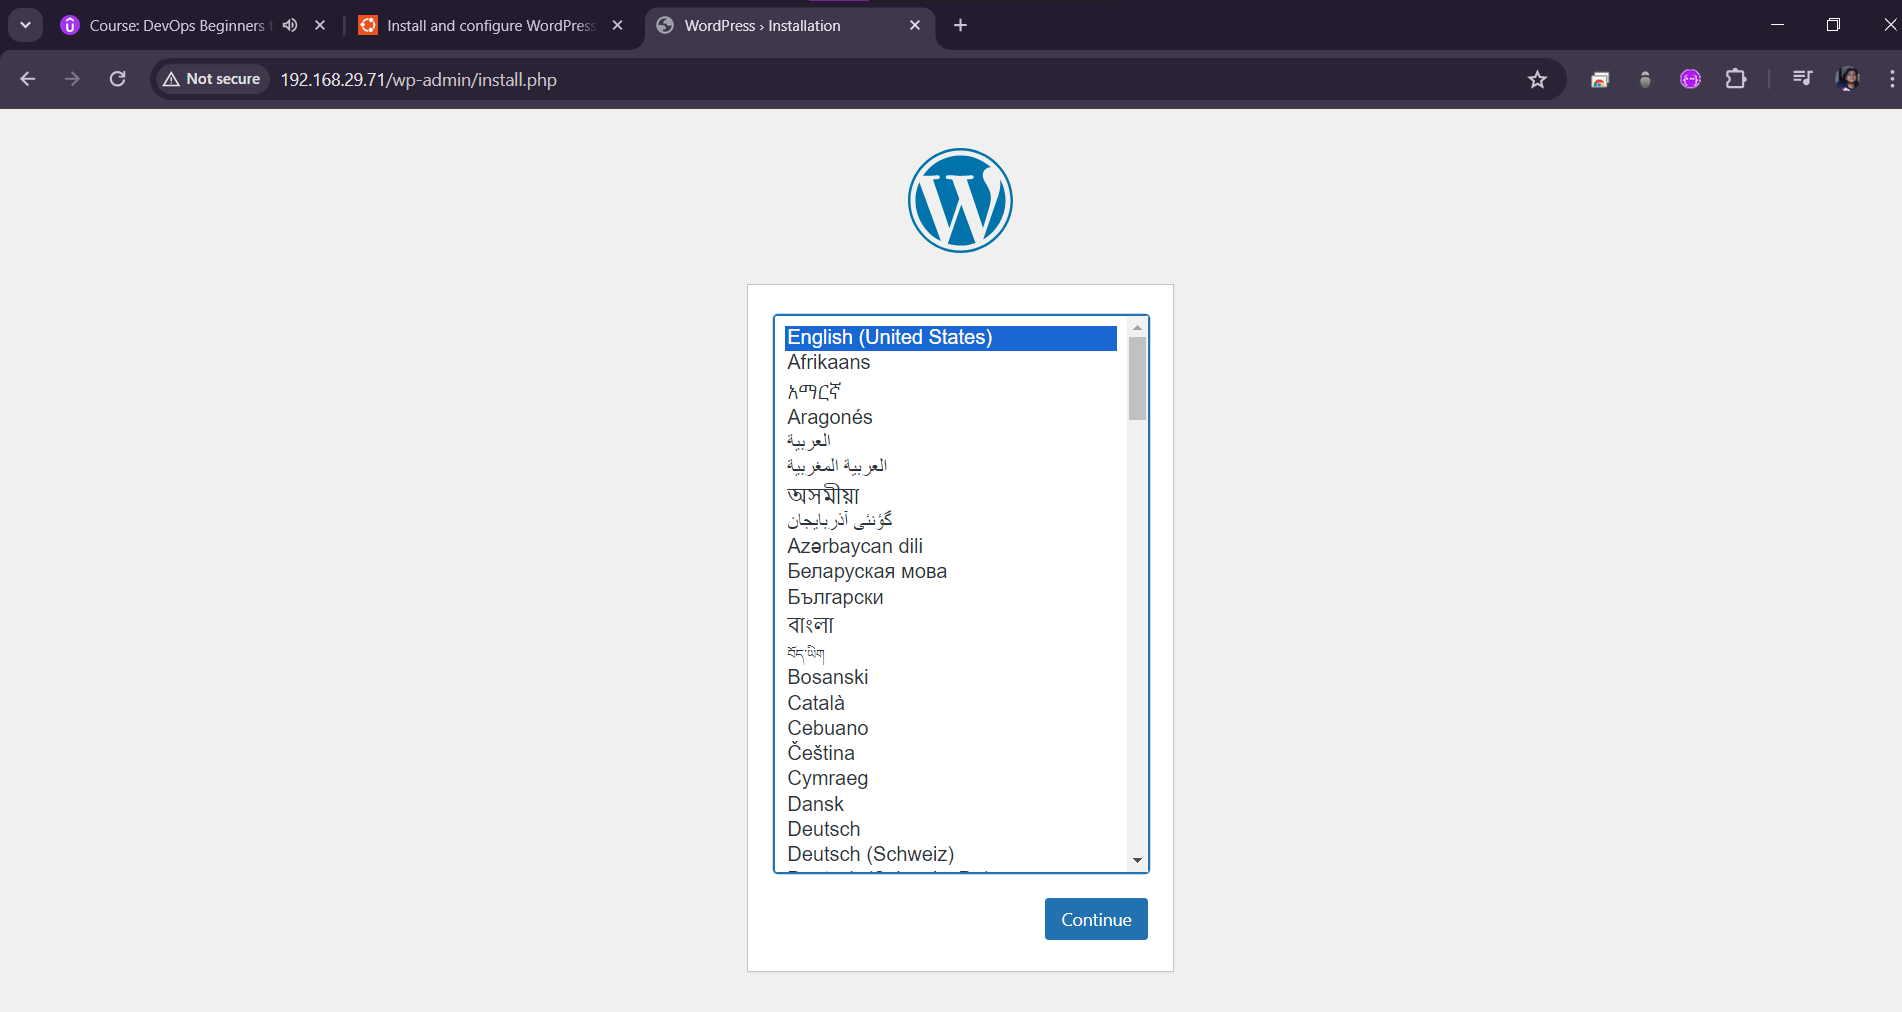 Course: DevOps Beginners t
Install and configure WordPress
WordPress › Installation
Not secure
192.168.29.71/wp-admin/install.php
English (United States)
Afrikaans
አማርኛ
Aragonés
العربية
العربية المغربية
অসমীয়া
گؤنئی آذربایجان
Azərbaycan dili
Беларуская мова
Български
বাংলা
བོད་ཡིག
Bosanski
Català
Cebuano
Čeština
Cymraeg
Dansk
Deutsch
Deutsch (Schweiz)
Continue